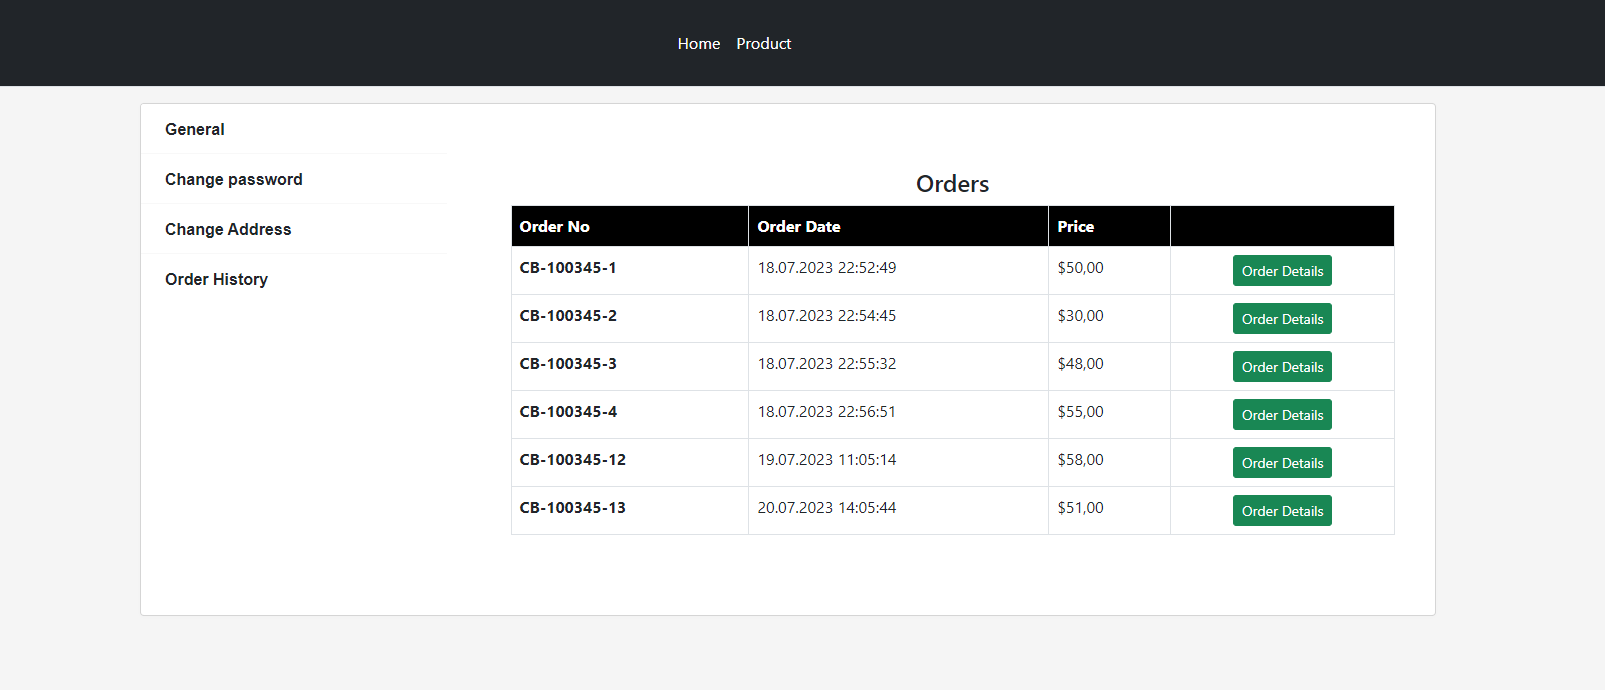 Home Product
General
Change password
Change Address
Order History
Orders
Order No Order Date Price
CB-100345-1 18.07.2023 22:52:49 $50,00 Order Details
CB-100345-2 18.07.2023 22:54:45 $30,00 Order Details
CB-100345-3 18.07.2023 22:55:32 $48,00 Order Details
CB-100345-4 18.07.2023 22:56:51 $55,00 Order Details
CB-100345-12 19.07.2023 11:05:14 $58,00 Order Details
CB-100345-13 20.07.2023 14:05:44 $51,00 Order Details